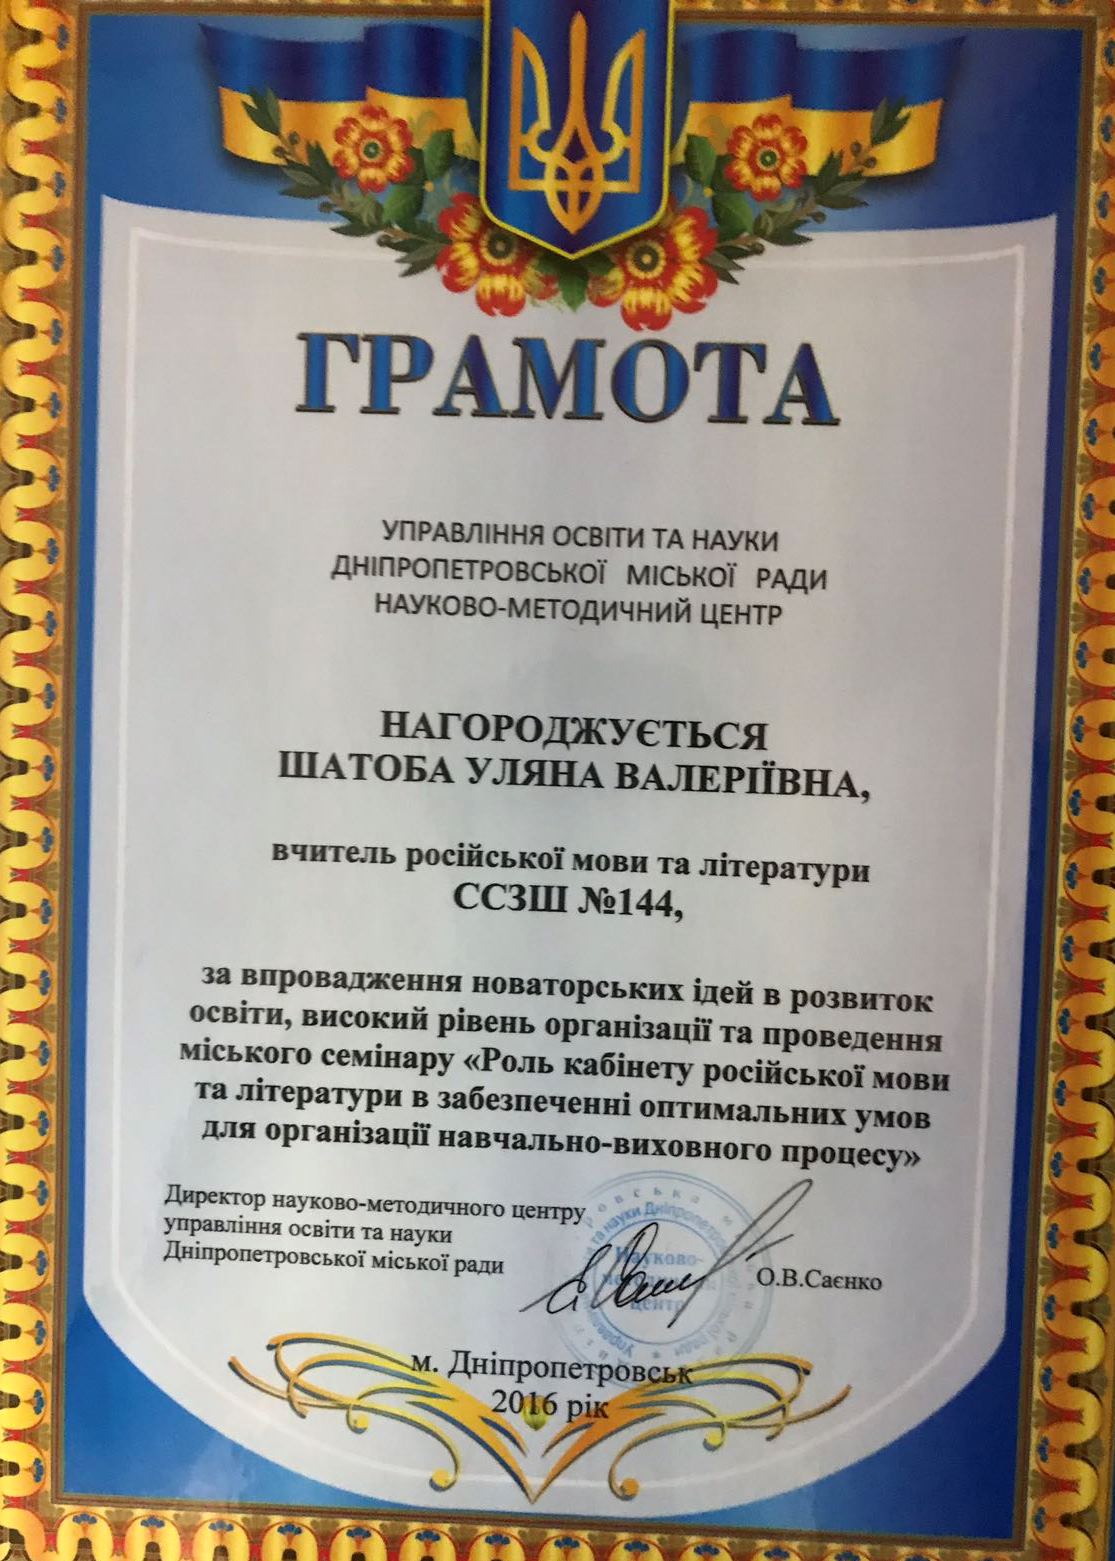 ГРАМОТА
УПРАВЛІННЯ ОСВІТИ ТА НАУКИ
ДНІПРОПЕТРОВСЬКОЇ МІСЬКОЇ РАДИ
НАУКОВО-МЕТОДИЧНИЙ ЦЕНТР
НАГОРОДЖУЄТЬСЯ
ШАТОБА УЛЯНА ВАЛЕРІЇВНА,
вчитель російської мови та літератури
ССЗШ №144,
за впровадження новаторських ідей в розвиток
освіти, високий рівень організації та проведення
міського семінару «Роль кабінету російської мови
та літератури в забезпеченні оптимальних умов
для організації навчально-виховного процесу»
Директор науково-методичного центру
управління освіти та науки
Дніпропетровської міської ради
О.В.Саєнко
Науково-
центр
м. Дніпропетровськ
2016 рік